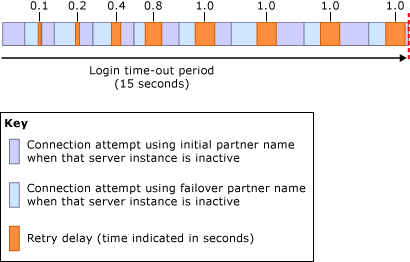 0.1 0.2 0.4 0.8 1.0 1.0 1.0 1.0
Login time-out period
(15 seconds)
Key
Connection attempt using initial partner name
when that server instance is inactive
Connection attempt using failover partner name
when that server instance is inactive
Retry delay (time indicated in seconds)